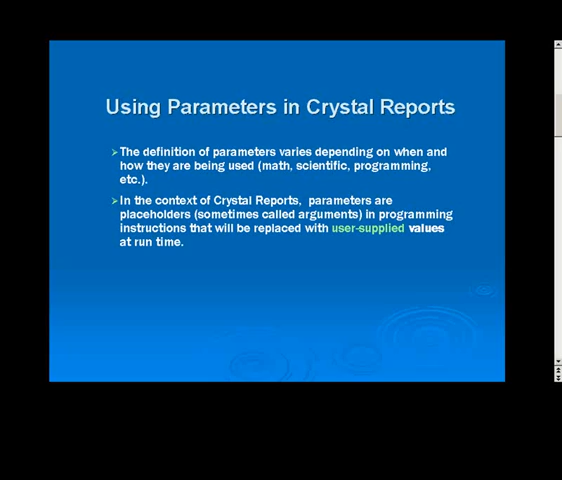 Using Parameters in Crystal Reports
➢The definition of parameters varies depending on when and
how they are being used (math, scientific, programming,
etc.).
➢In the context of Crystal Reports,  parameters are
placeholders (sometimes called arguments) in programming
instructions that will be replaced with user-supplied values
at run time.